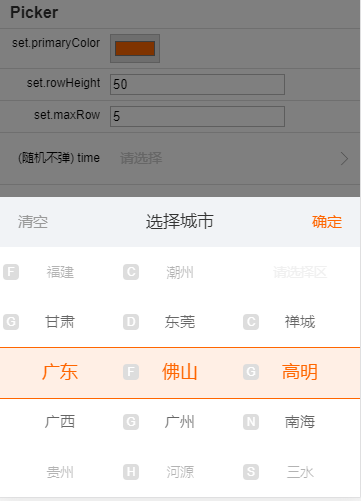 Picker
set.primaryColor
set.rowHeight 50
set.maxRow 5
(随机不弹) time 请选择
清空 选择城市 确定
F 福建 C 潮州 请选择区
G 甘肃 D 东莞 C 禅城
广东 F 佛山 G 高明
广西 G 广州 N 南海
贵州 H 河源 S 三水